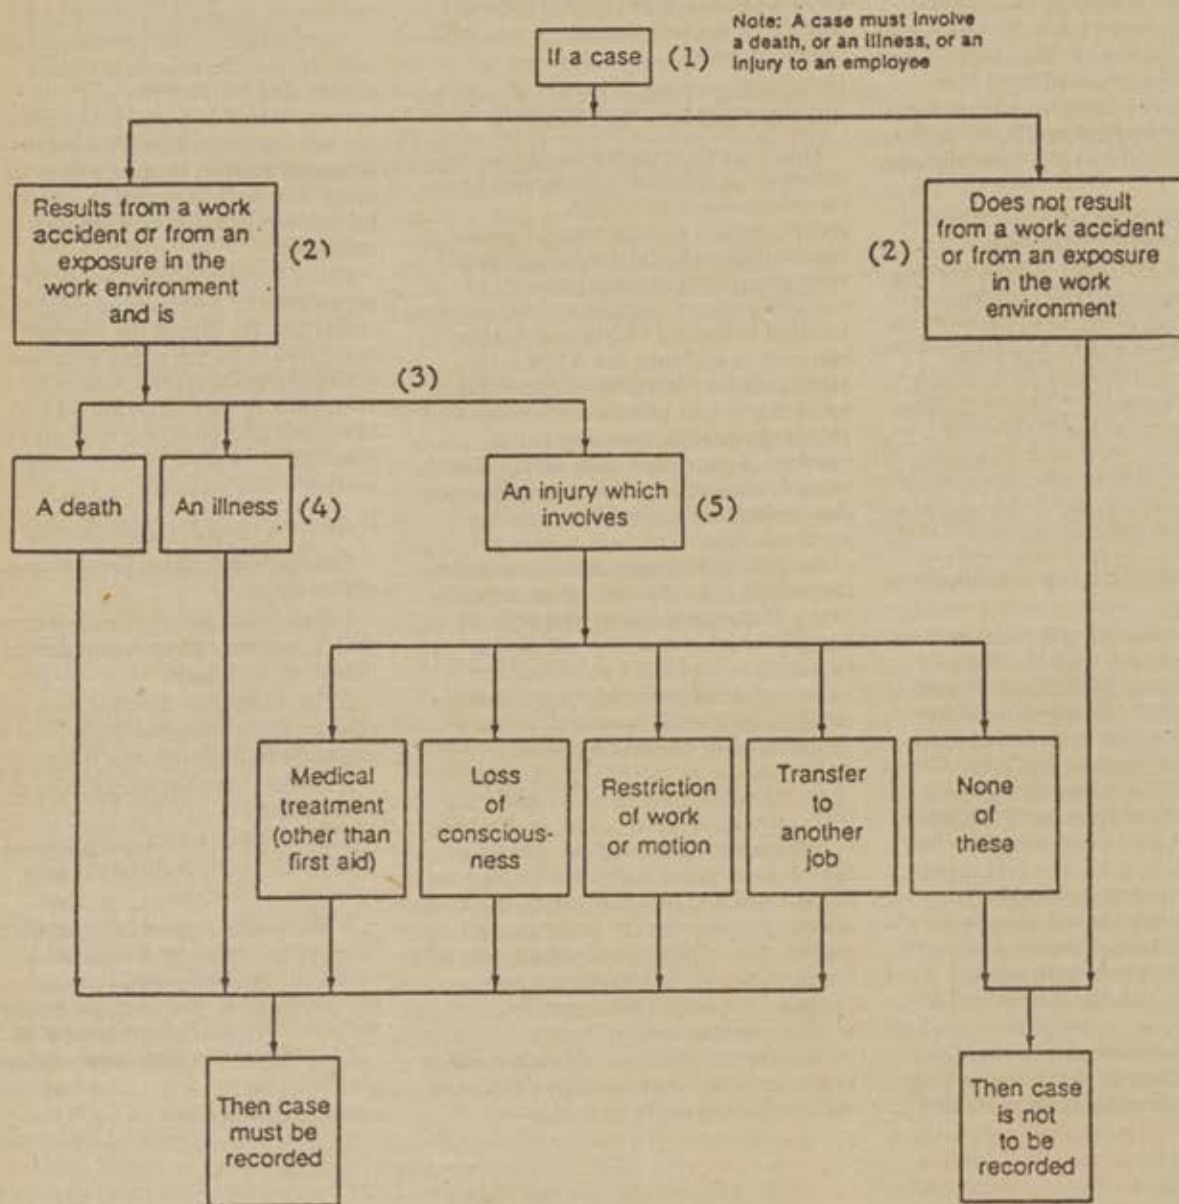 Note: A case must involve
a death, or an illness, or an
injury to an employee
If a case
(1)
Results from a work
accident or from an
exposure in the
work environment
and is
(2)
(2)
Does not result
from a work accident
or from an exposure
in the work
environment
(3)
A death
An illness
(4)
An injury which
involves
(5)
Medical
treatment
(other than
first aid)
Loss
of
conscious-
ness
Restriction
of work
or motion
Transfer
to
another
job
None
of
these
Then case
must be
recorded
Then case
is not
to be
recorded